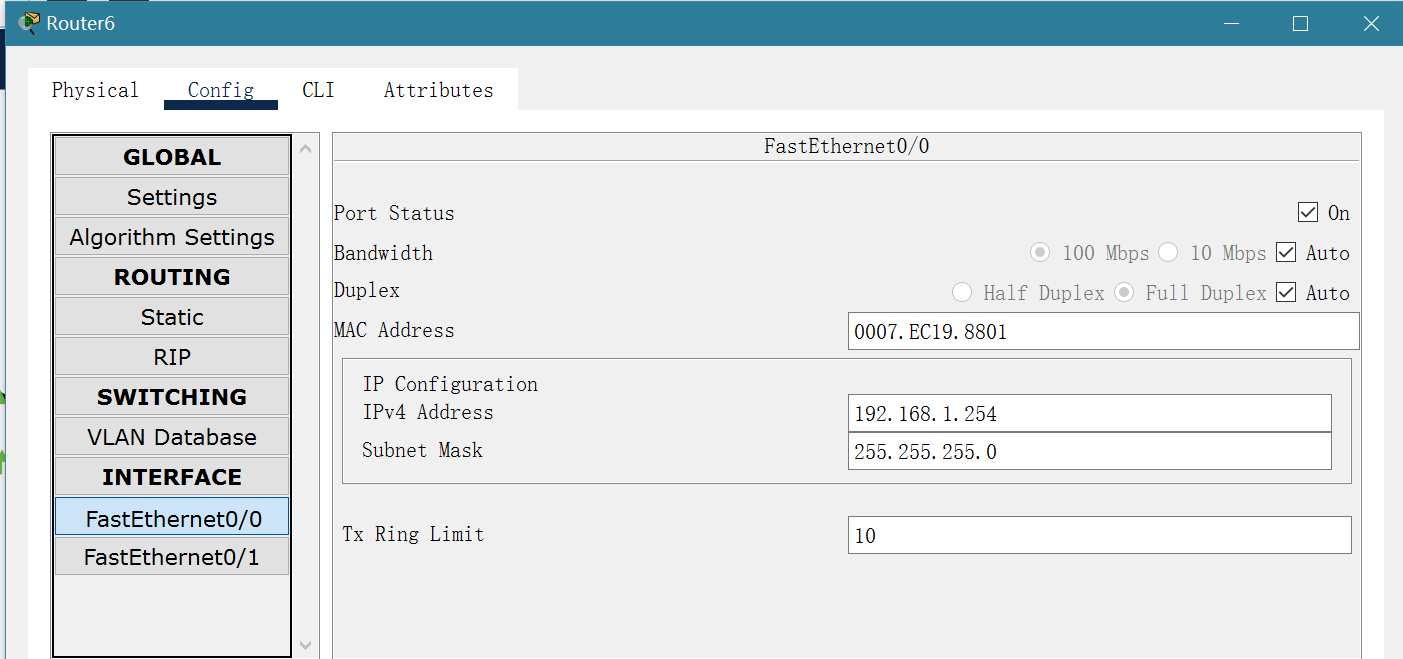 Router6
Physical Config CLI Attributes
GLOBAL
Settings
Algorithm Settings
ROUTING
Static
RIP
SWITCHING
VLAN Database
INTERFACE
FastEthernet0/0
FastEthernet0/1
FastEthernet0/0
Port Status On
Bandwidth 100 Mbps 10 Mbps Auto
Duplex Half Duplex Full Duplex Auto
MAC Address 0007.EC19.8801
IP Configuration
IPv4 Address 192.168.1.254
Subnet Mask 255.255.255.0
Tx Ring Limit 10